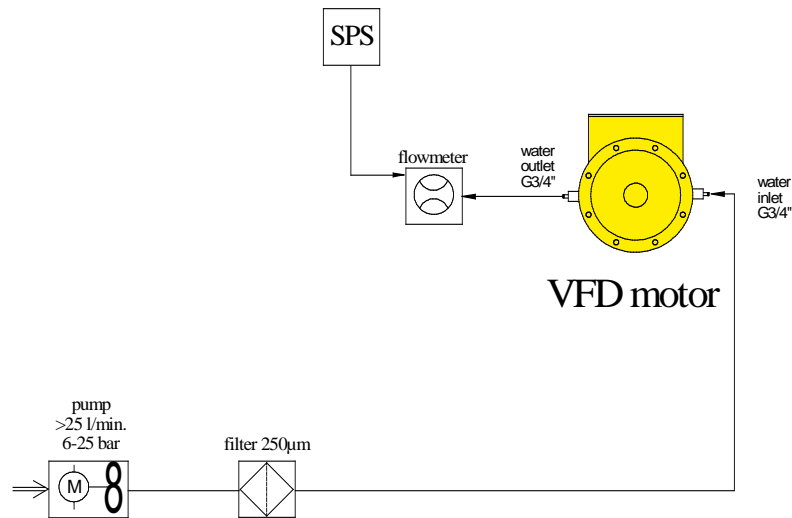 SPS
flowmeter
water
outlet
G3/4"
water
inlet
G3/4"
VFD motor
pump
>25 l/min.
6-25 bar
filter 250µm
M